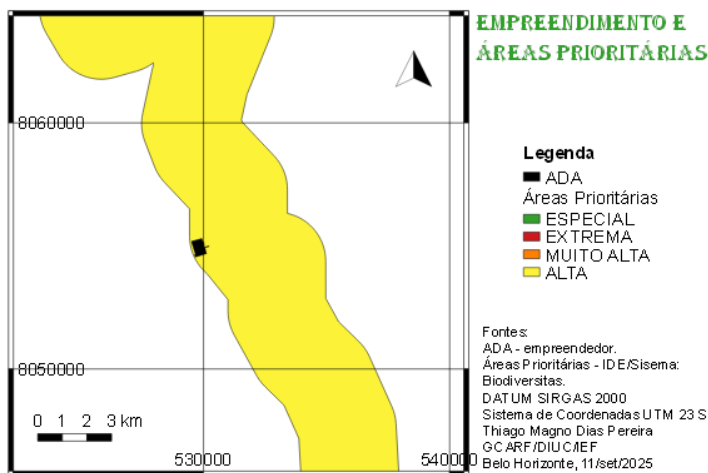 EMPREENDIMENTO E
ÁREAS PRIORITÁRIAS
8060000
8050000
0 1 2 3 km
530000
540000
Legenda
ADA
Áreas Prioritárias
ESPECIAL
EXTREMA
MUITO ALTA
ALTA
Fontes:
ADA - empreendedor.
Áreas Prioritárias - IDE/Sisema:
Biodiversitas.
DATUM SIRGAS 2000
Sistema de Coordenadas UTM 23 S
Thiago Magno Dias Pereira
GCARF/DIUC/IEF
Belo Horizonte, 11/set/2025